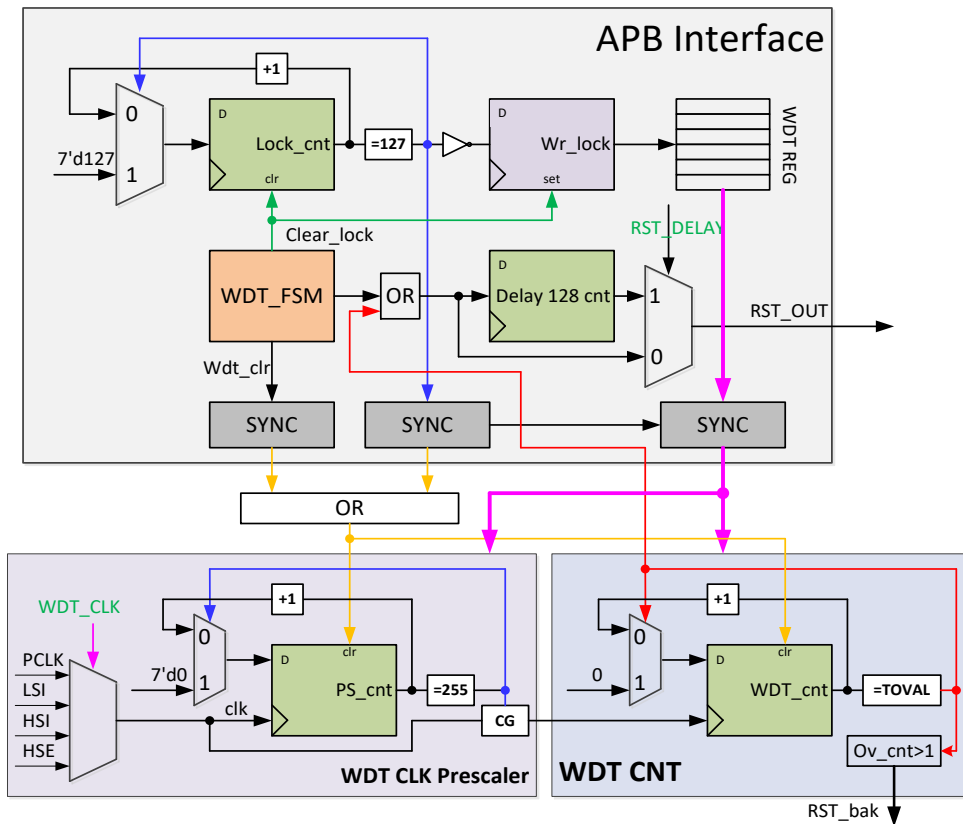 APB Interface
+1
0
1
7'd127
D
Lock_cnt
clr
=127
D
Wr_lock
set
WDT REG
Clear_lock
RST_DELAY
WDT_FSM
OR
D
Delay 128 cnt
1
0
RST_OUT
Wdt_clr
SYNC
SYNC
SYNC
OR
WDT_CLK
PCLK
LSI
HSI
HSE
+1
0
1
7'd0
clk
D
clr
PS_cnt
=255
CG
WDT CLK Prescaler
+1
0
1
0
D
clr
WDT_cnt
=TOVAL
Ov_cnt>1
WDT CNT
RST_bak